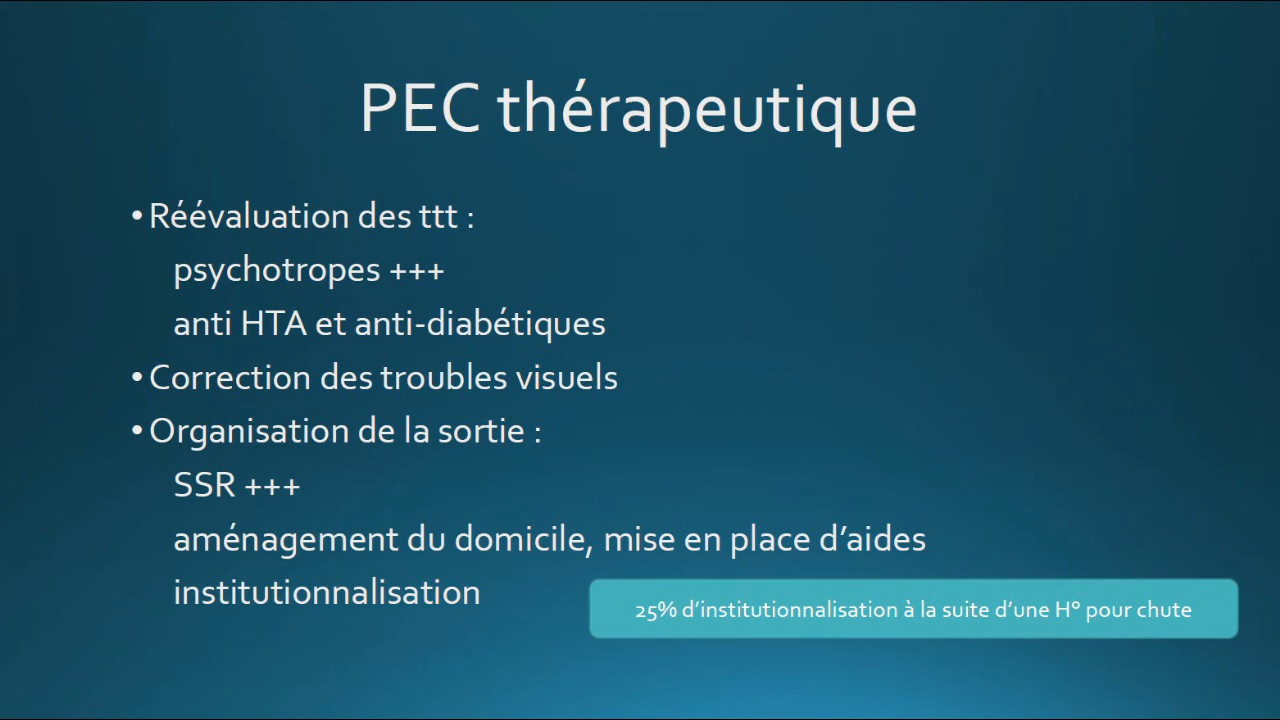 PEC thérapeutique
•Réévaluation des ttt :
psychotropes +++
anti HTA et anti-diabétiques
•Correction des troubles visuels
•Organisation de la sortie :
SSR +++
aménagement du domicile, mise en place d’aides
institutionnalisation
25% d’institutionnalisation à la suite d’une H° pour chute